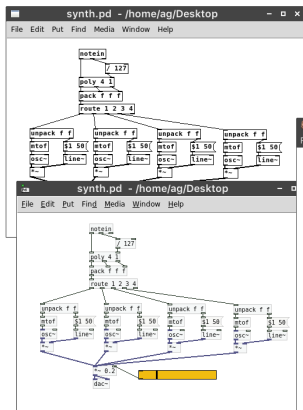 synth.pd - /home/ag/Desktop
File Edit Put Find Media Window Help
notein
/ 127
poly 4 1
pack f f f
route 1 2 3 4
unpack f f unpack f f unpack f f unpack f f
mtof $1 50 mtof $1 50 mtof $1 50 mtof $1 50
osc~ line~ osc~ line~ osc~ line~ osc~ line~
*~ *~ *~ *~
synth.pd - /home/ag/Desktop
File Edit Put Find Media Window Help
notein
/ 127
poly 4 1
pack f f f
route 1 2 3 4
unpack f f unpack f f unpack f f unpack f f
mtof $1 50 mtof $1 50 mtof $1 50 mtof $1 50
osc~ line~ osc~ line~ osc~ line~ osc~ line~
*~ *~ *~ *~
*~ 0.2
dac~